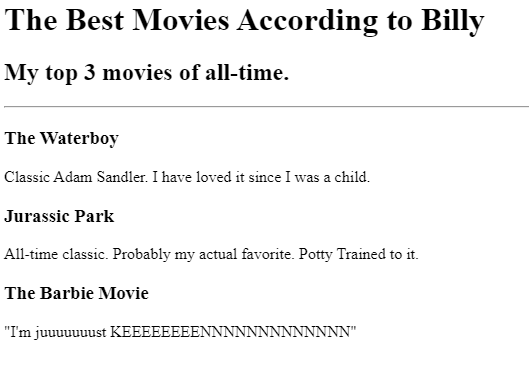 The Best Movies According to Billy
My top 3 movies of all-time.
The Waterboy
Classic Adam Sandler. I have loved it since I was a child.
Jurassic Park
All-time classic. Probably my actual favorite. Potty Trained to it.
The Barbie Movie
"I'm juuuuuuust KEEEEEEEENNNNNNNNNNNNN"